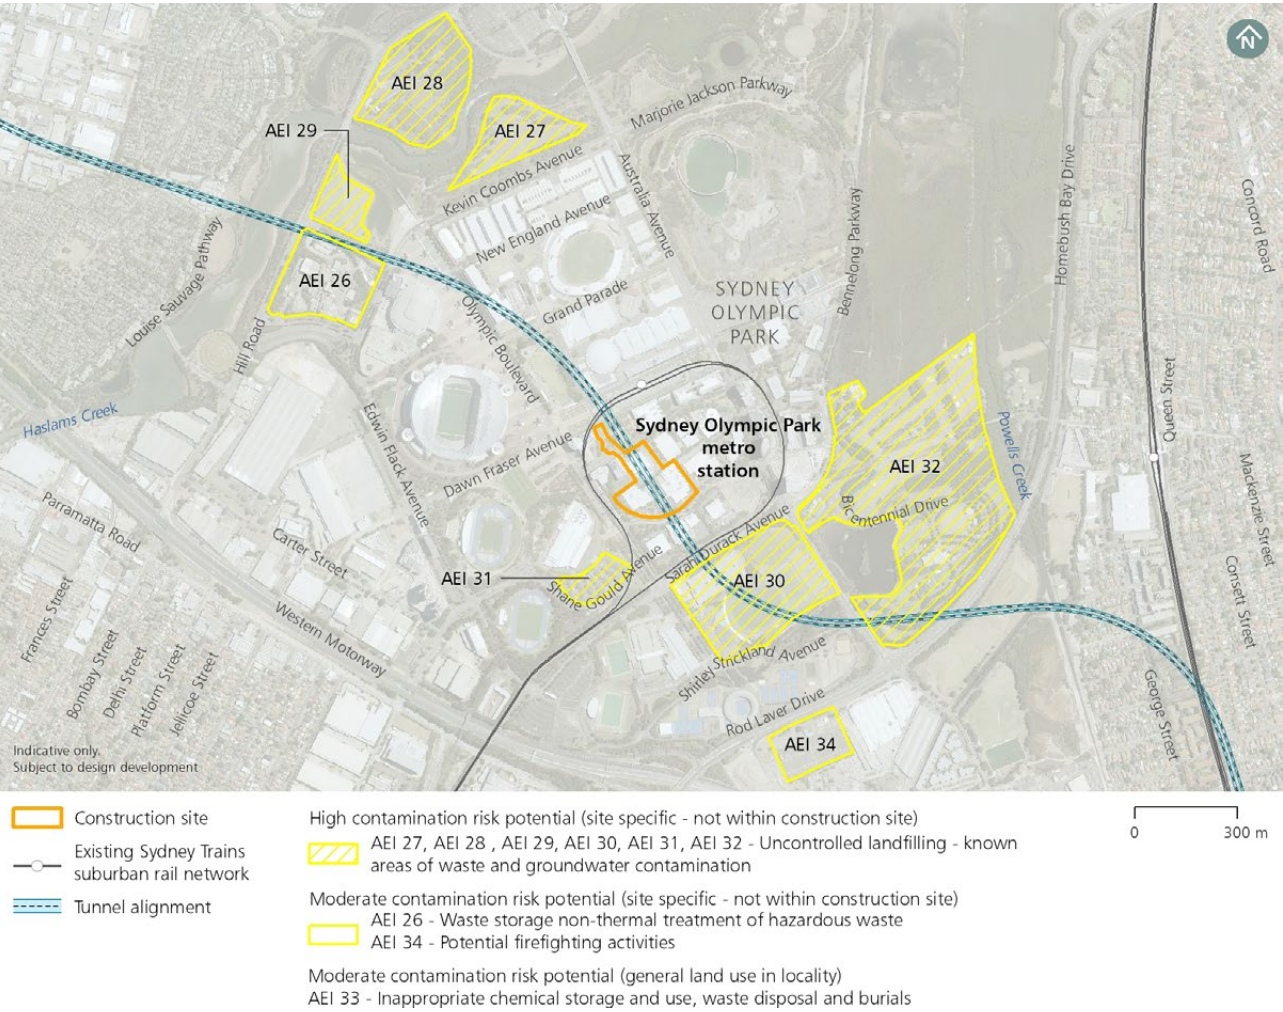 N
AEI 28
Marjorie Jackson Parkway
AEI 29
AEI 27
Kevin Coombs Avenue
Australia Avenue
Homebush Bay Drive
Concord Road
New England Avenue
Bennelong Parkway
Louise Sauvage Pathway
AEI 26
Grand Parade
SYDNEY
OLYMPIC
PARK
Olympic Boulevard
Hill Road
Haslams Creek
Edwin Flack Avenue
Sydney Olympic Park
metro
station
Dawn Fraser Avenue
AEI 32
Powells Creek
Queen Street
Mackenzie Street
Parramatta Road
Carter Street
Bicentennial Drive
Sarah Durack Avenue
AEI 31
Shane Gould Avenue
AEI 30
Consett Street
Frances Street
Bombay Street
Delhi Street
Platform Street
Jellicoe Street
Western Motorway
Shirley Strickland Avenue
George Street
Rod Laver Drive
AEI 34
Indicative only.
Subject to design development
Construction site
Existing Sydney Trains
suburban rail network
Tunnel alignment
High contamination risk potential (site specific - not within construction site)
AEI 27, AEI 28 , AEI 29, AEI 30, AEI 31, AEI 32 - Uncontrolled landfilling - known
areas of waste and groundwater contamination
Moderate contamination risk potential (site specific - not within construction site)
AEI 26 - Waste storage non-thermal treatment of hazardous waste
AEI 34 - Potential firefighting activities
Moderate contamination risk potential (general land use in locality)
AEI 33 - Inappropriate chemical storage and use, waste disposal and burials
0 300 m